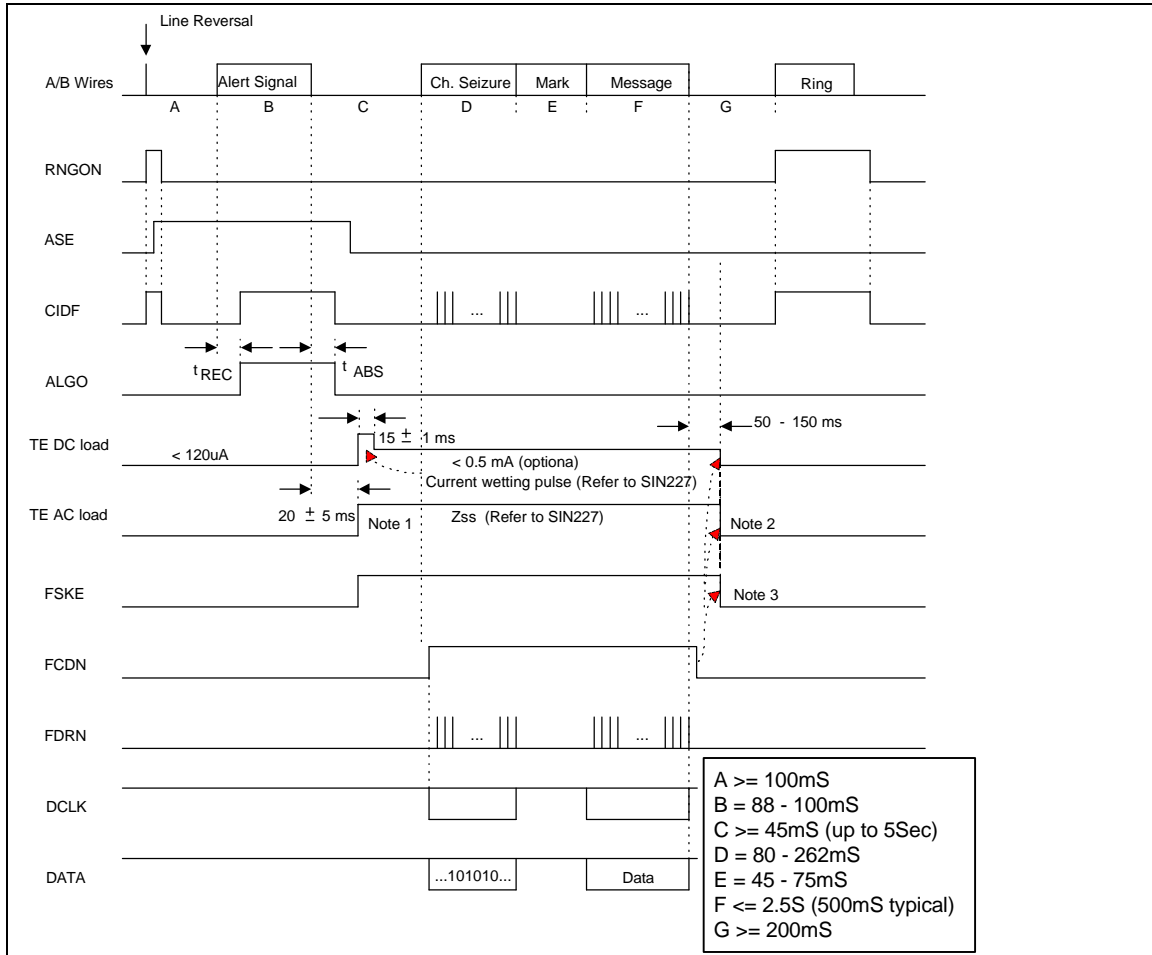 Line Reversal
A/B Wires
Alert Signal
Ch. Seizure
Mark
Message
Ring
A
B
C
D
E
F
G
RNGON
ASE
CIDF
...
...
tREC
tABS
ALGO
50 - 150 ms
15 ± 1 ms
TE DC load
< 120uA
< 0.5 mA (optiona)
Current wetting pulse (Refer to SIN227)
TE AC load
20 ± 5 ms
Note 1
Zss (Refer to SIN227)
Note 2
FSKE
Note 3
FCDN
FDRN
...
...
DCLK
DATA
...101010...
Data
A >= 100mS
B = 88 - 100mS
C >= 45mS (up to 5Sec)
D = 80 - 262mS
E = 45 - 75mS
F <= 2.5S (500mS typical)
G >= 200mS